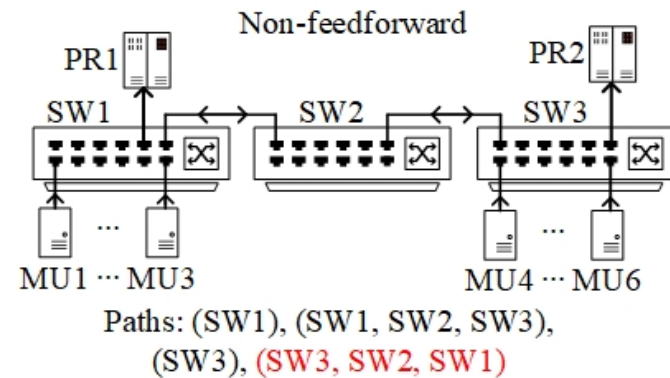 Non-feedforward
PR1
PR2
SW1
SW2
SW3
MU1 ··· MU3
MU4 ··· MU6
Paths: (SW1), (SW1, SW2, SW3),
(SW3), (SW3, SW2, SW1)